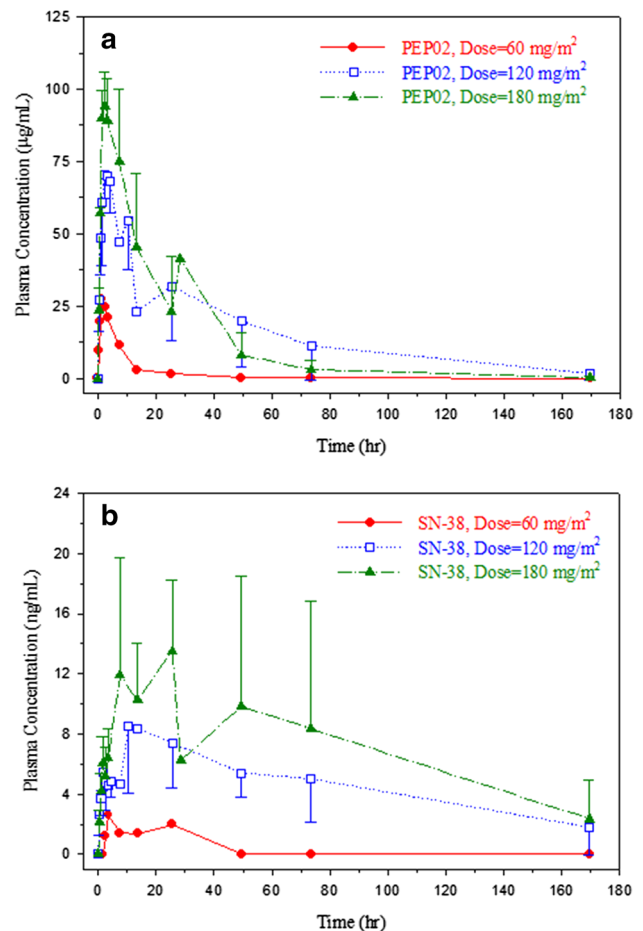 a
125
100
75
50
25
0
Plasma Concentration (µg/mL)
PEP02, Dose=60 mg/m²
PEP02, Dose=120 mg/m²
PEP02, Dose=180 mg/m²
0 20 40 60 80 100 120 140 160 180
Time (hr)
b
24
20
16
12
8
4
0
Plasma Concentration (ng/mL)
SN-38, Dose=60 mg/m²
SN-38, Dose=120 mg/m²
SN-38, Dose=180 mg/m²
0 20 40 60 80 100 120 140 160 180
Time (hr)